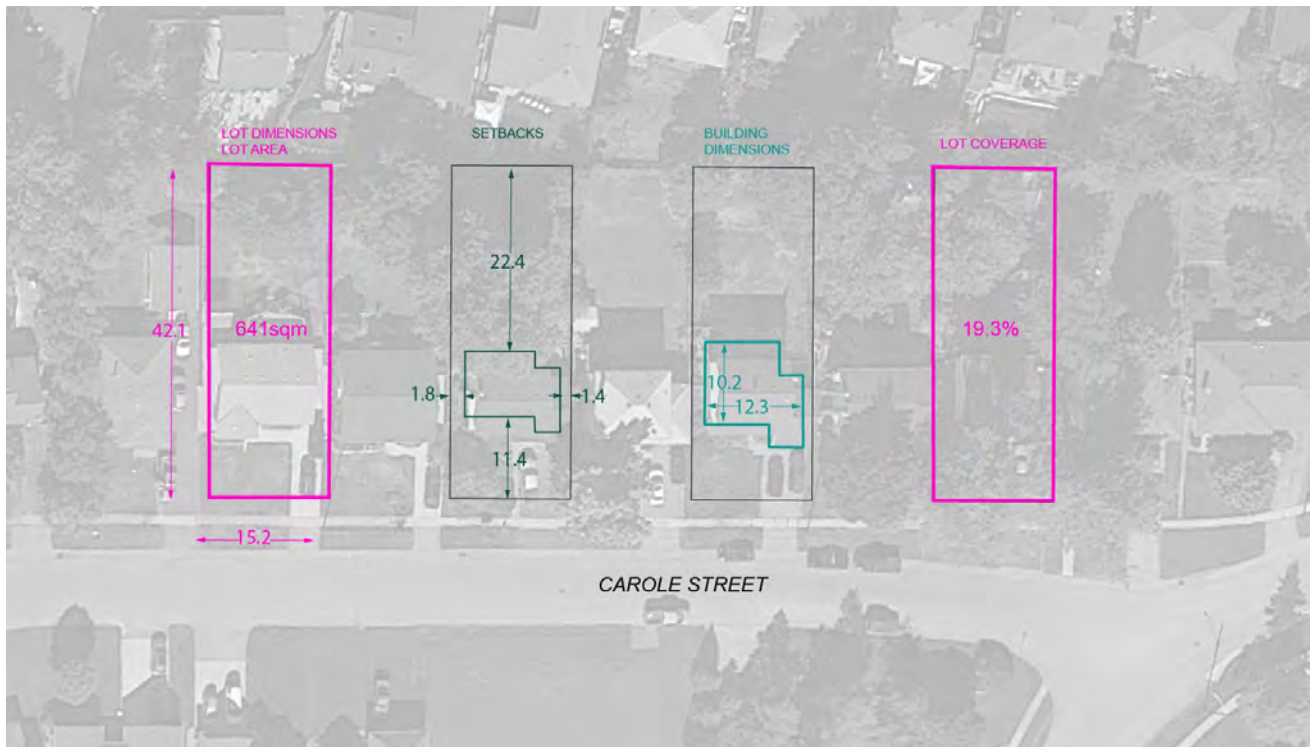 LOT DIMENSIONS
LOT AREA
SETBACKS
BUILDING
DIMENSIONS
LOT COVERAGE
22.4
42.1
641sqm
19.3%
10.2
1.8
1.4
12.3
11.4
15.2
CAROLE STREET